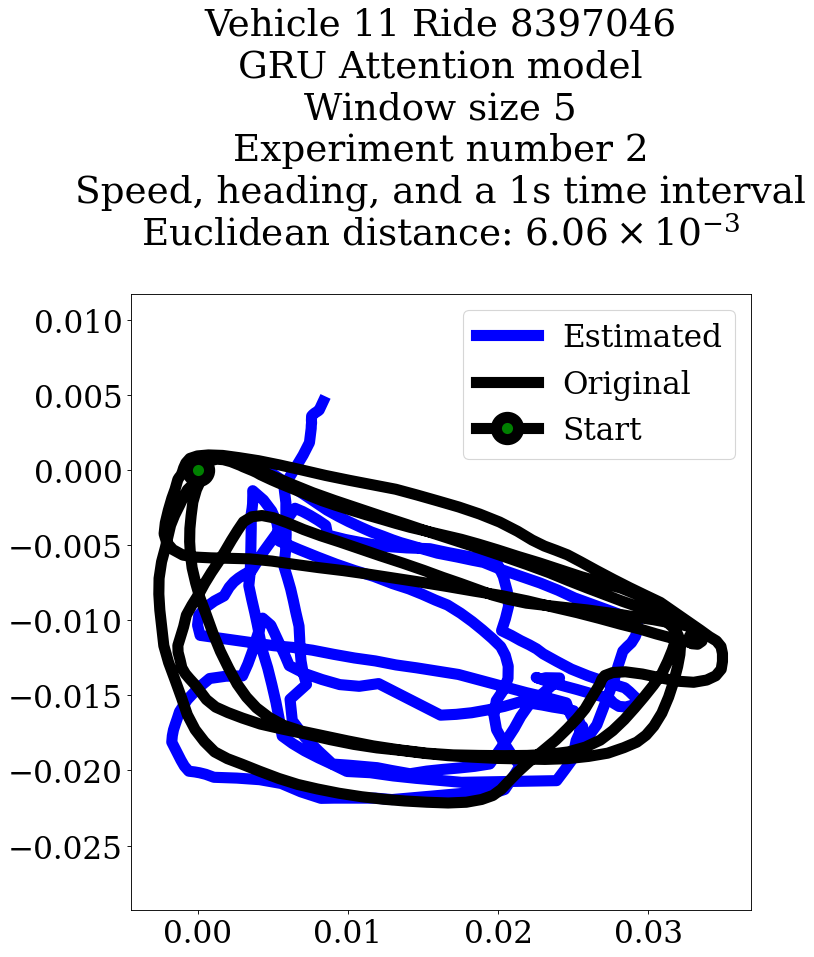 Vehicle 11 Ride 8397046
GRU Attention model
Window size 5
Experiment number 2
Speed, heading, and a 1s time interval
Euclidean distance: 6.06 × 10⁻³
Estimated
Original
Start
0.010
0.005
0.000
−0.005
−0.010
−0.015
−0.020
−0.025
0.00 0.01 0.02 0.03